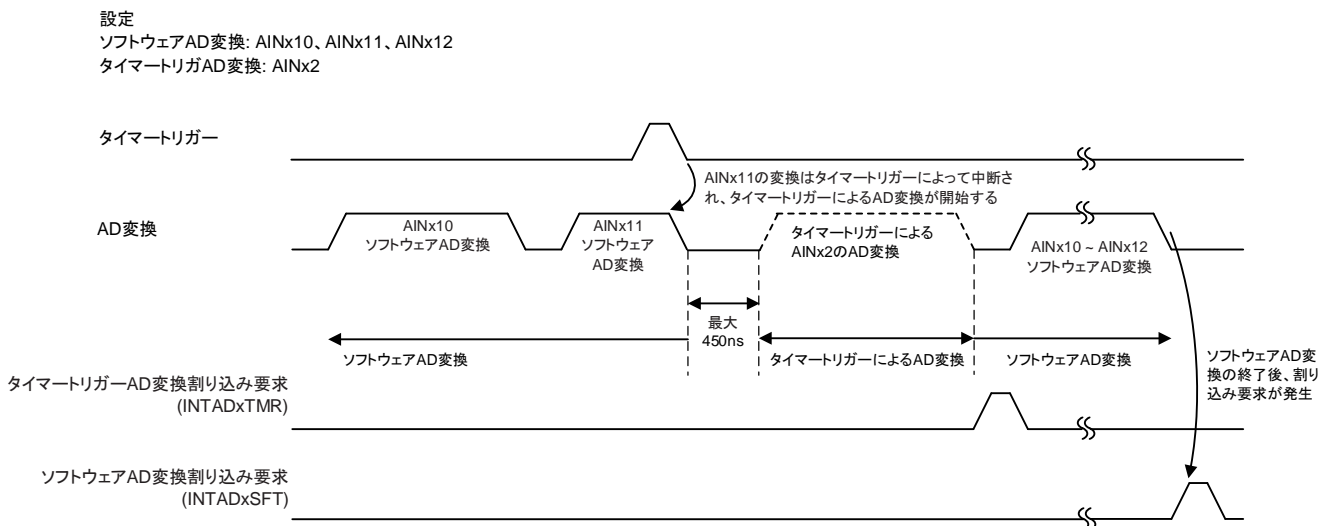 設定
ソフトウェアAD変換: AINx10、AINx11、AINx12
タイマートリガAD変換: AINx2
タイマートリガー
AINx11の変換はタイマートリガーによって中断さ
れ、タイマートリガーによるAD変換が開始する
AD変換
AINx10
ソフトウェアAD変換
AINx11
ソフトウェア
AD変換
タイマートリガーによる
AINx2のAD変換
AINx10 ~ AINx12
ソフトウェアAD変換
最大
450ns
ソフトウェアAD変換
タイマートリガーによるAD変換
ソフトウェアAD変換
ソフトウェアAD変
換の終了後、割り
込み要求が発生
タイマートリガーAD変換割り込み要求
(INTADxTMR)
ソフトウェアAD変換割り込み要求
(INTADxSFT)